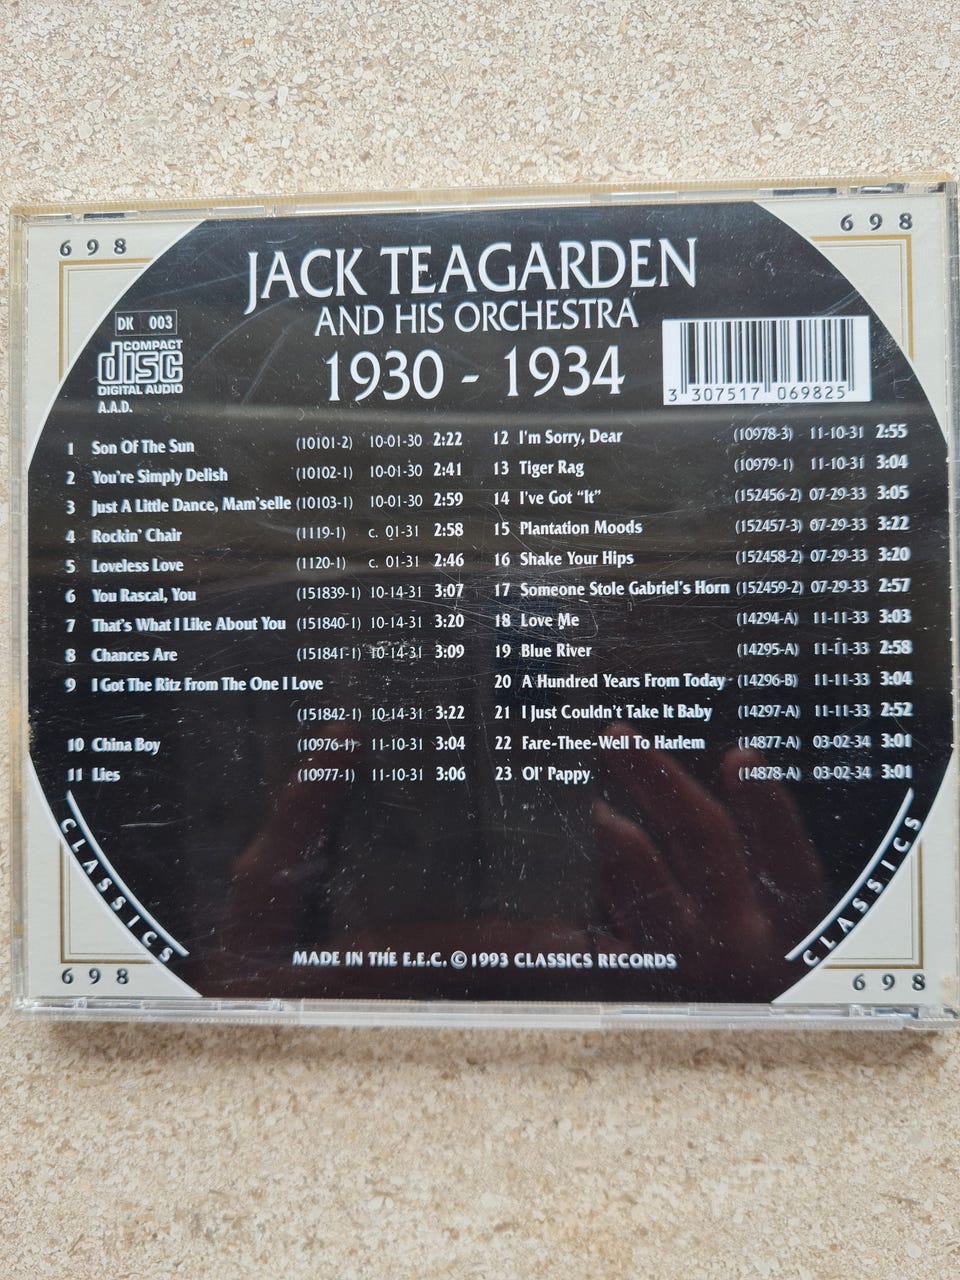 698
698
JACK TEAGARDEN
AND HIS ORCHESTRA
1930 - 1934
DK 003
COMPACT
disc
DIGITAL AUDIO
A.A.D.
3 307517 069825
1 Son Of The Sun (10101-2) 10-01-30 2:22
2 You're Simply Delish (10102-1) 10-01-30 2:41
3 Just A Little Dance, Mam'selle (10103-1) 10-01-30 2:59
4 Rockin' Chair (1119-1) c. 01-31 2:58
5 Loveless Love (1120-1) c. 01-31 2:46
6 You Rascal, You (151839-1) 10-14-31 3:07
7 That's What I Like About You (151840-1) 10-14-31 3:20
8 Chances Are (151841-1) 10-14-31 3:09
9 I Got The Ritz From The One I Love
(151842-1) 10-14-31 3:22
10 China Boy (10976-1) 11-10-31 3:04
11 Lies (10977-1) 11-10-31 3:06
12 I'm Sorry, Dear (10978-3) 11-10-31 2:55
13 Tiger Rag (10979-1) 11-10-31 3:04
14 I've Got "It" (152456-2) 07-29-33 3:05
15 Plantation Moods (152457-3) 07-29-33 3:22
16 Shake Your Hips (152458-2) 07-29-33 3:20
17 Someone Stole Gabriel's Horn (152459-2) 07-29-33 2:57
18 Love Me (14294-A) 11-11-33 3:03
19 Blue River (14295-A) 11-11-33 2:58
20 A Hundred Years From Today (14296-B) 11-11-33 3:04
21 I Just Couldn't Take It Baby (14297-A) 11-11-33 2:52
22 Fare-Thee-Well To Harlem (14877-A) 03-02-34 3:01
23 Ol' Pappy (14878-A) 03-02-34 3:01
CLASSICS
CLASSICS
MADE IN THE E.E.C. © 1993 CLASSICS RECORDS
698
698